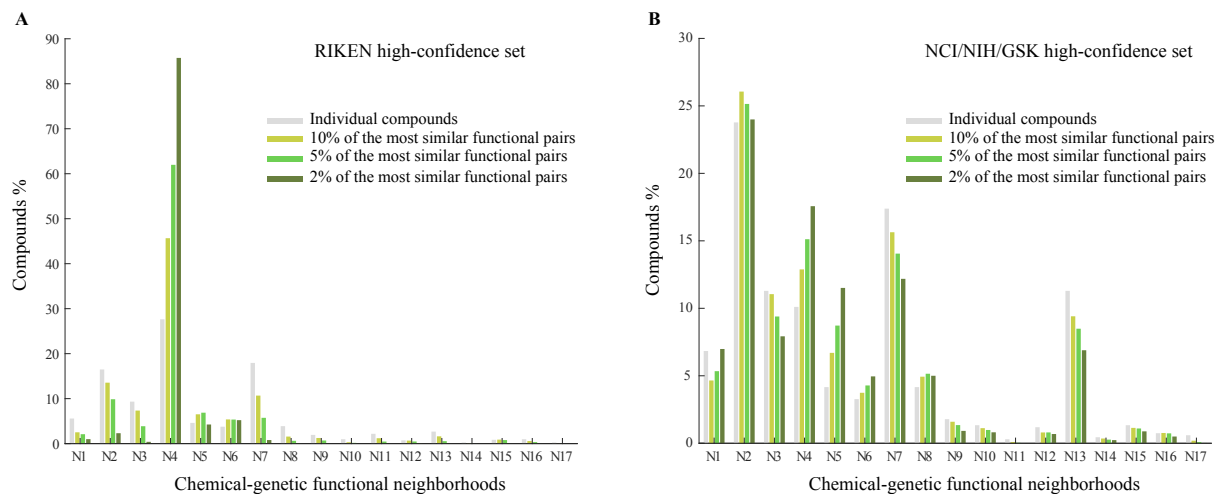 A
RIKEN high-confidence set
Individual compounds
10% of the most similar functional pairs
5% of the most similar functional pairs
2% of the most similar functional pairs
Compounds %
90
80
70
60
50
40
30
20
10
0
N1 N2 N3 N4 N5 N6 N7 N8 N9 N10 N11 N12 N13 N14 N15 N16 N17
Chemical-genetic functional neighborhoods
B
NCI/NIH/GSK high-confidence set
Individual compounds
10% of the most similar functional pairs
5% of the most similar functional pairs
2% of the most similar functional pairs
Compounds %
30
25
20
15
10
5
0
N1 N2 N3 N4 N5 N6 N7 N8 N9 N10 N11 N12 N13 N14 N15 N16 N17
Chemical-genetic functional neighborhoods